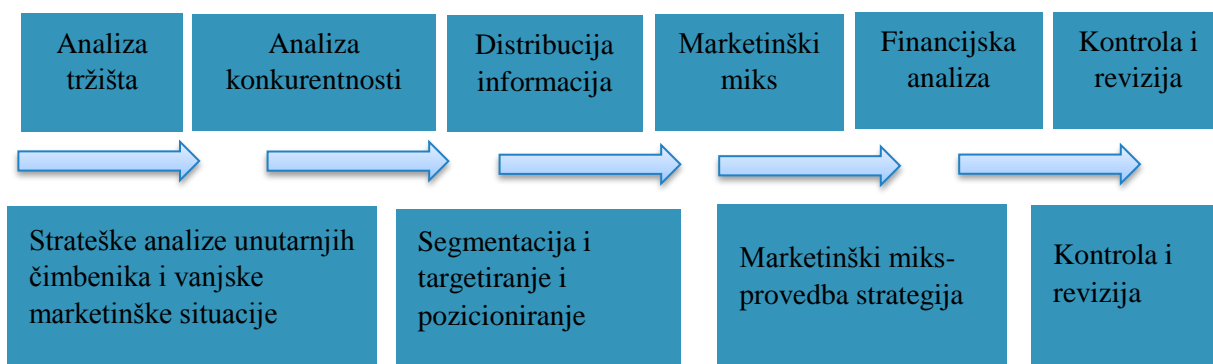 Analiza
tržišta
Analiza
konkurentnosti
Distribucija
informacija
Marketinški
miks
Financijska
analiza
Kontrola i
revizija
Strateške analize unutarnjih
čimbenika i vanjske
marketinške situacije
Segmentacija i
targetiranje i
pozicioniranje
Marketinški miks-
provedba strategija
Kontrola i
revizija